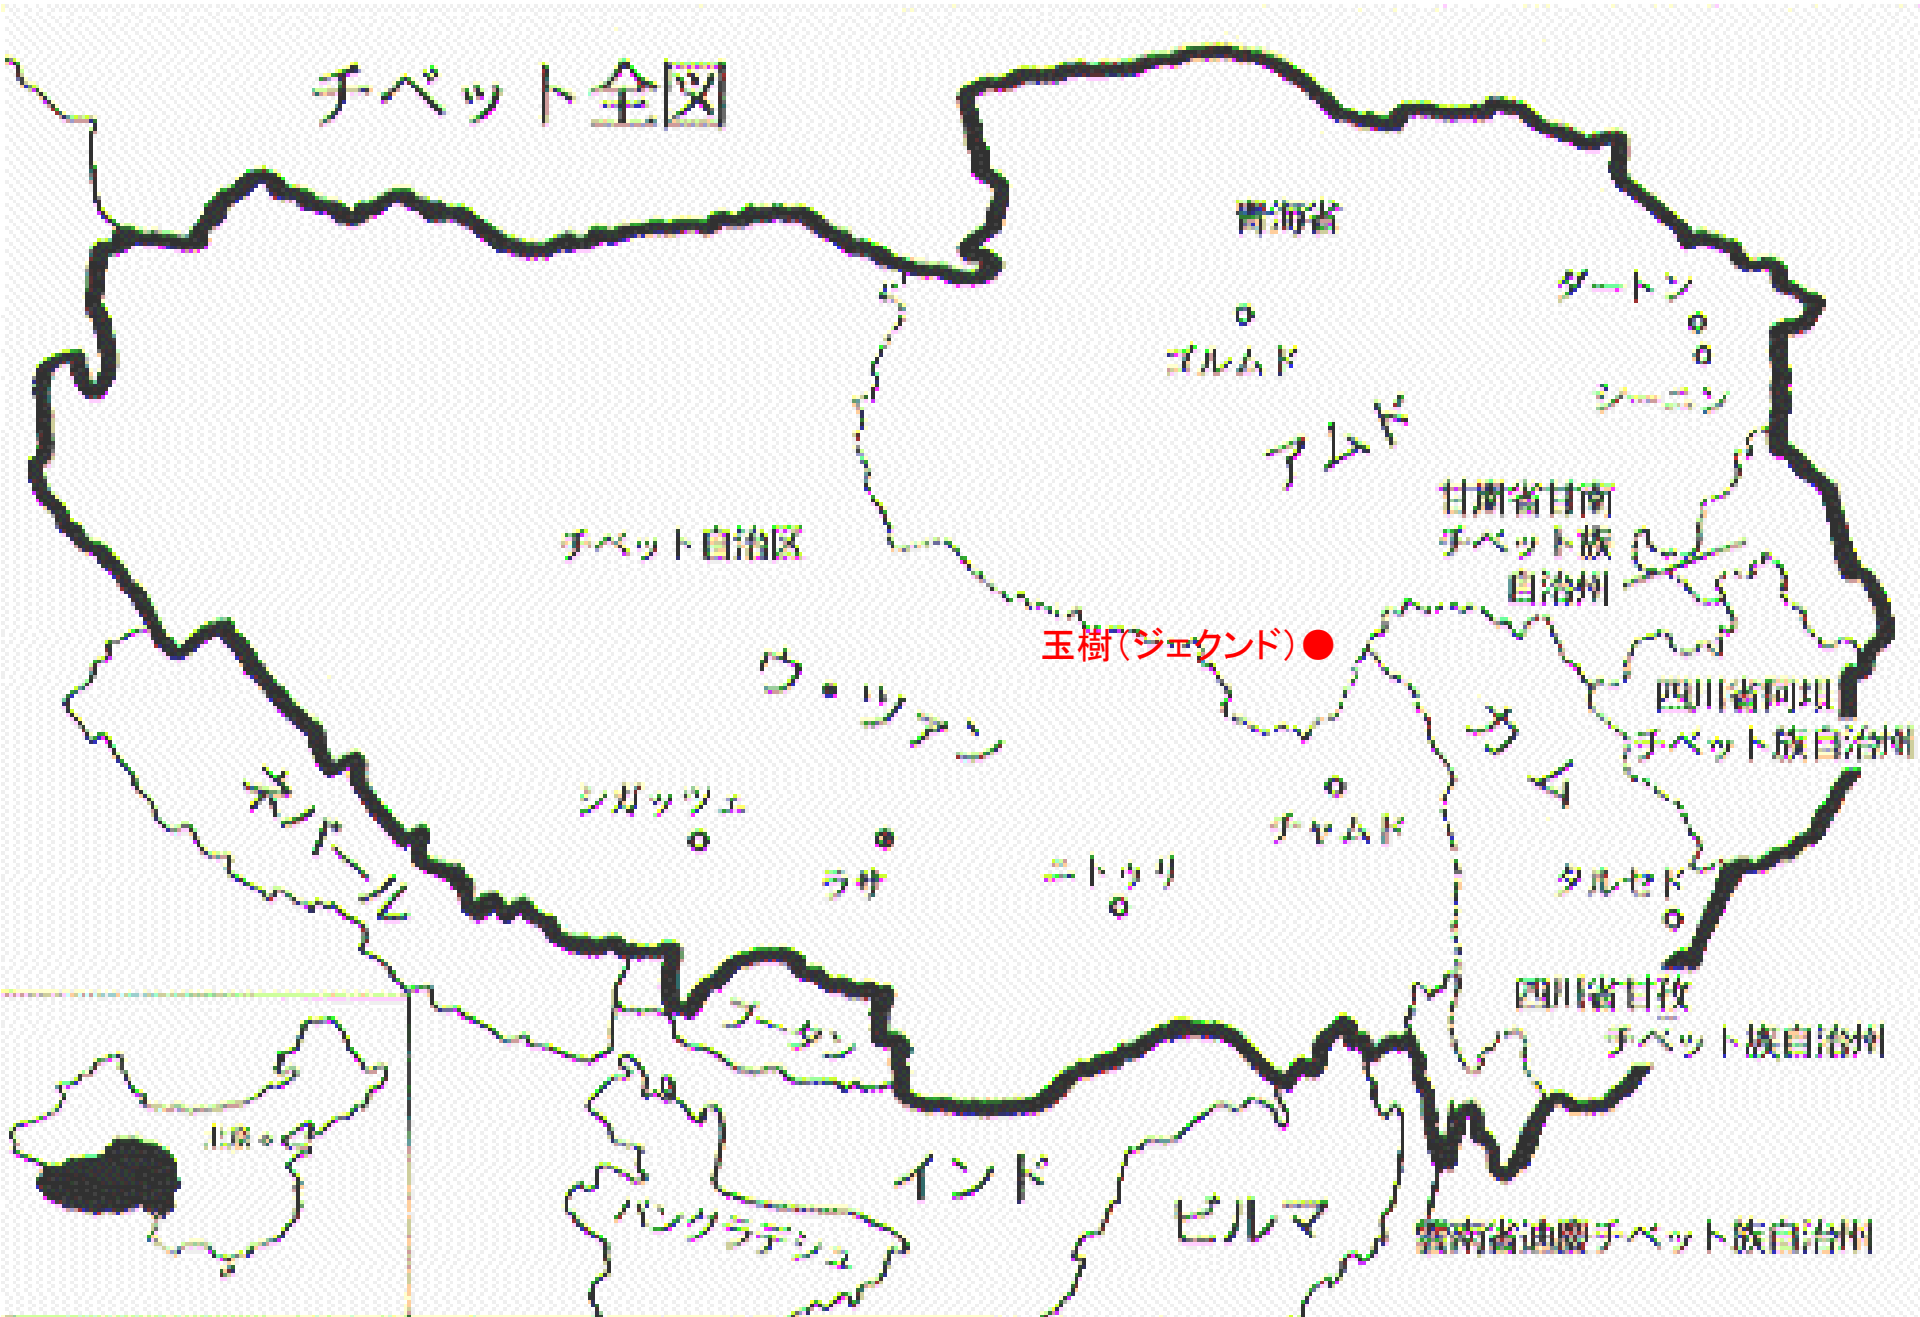 チベット全図
青海省
ダートン
ゴルムド
シーニン
アムド
甘粛省甘南
チベット族
自治州
チベット自治区
玉樹(ジェクンド)
ウ・ツアン
カム
四川省阿坝
チベット族自治州
ネパール
シガッツェ
ラサ
ニトゥリ
チャムド
タルセド
四川省甘孜
チベット族自治州
ブータン
北京
インド
バングラデシュ
ビルマ
雲南省迪慶チベット族自治州